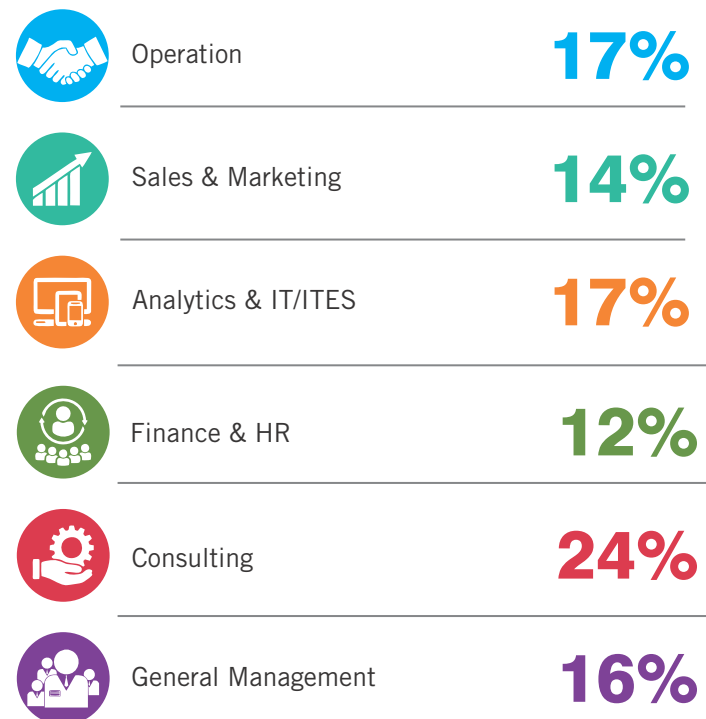 Operation 17%
Sales & Marketing 14%
Analytics & IT/ITES 17%
Finance & HR 12%
Consulting 24%
General Management 16%